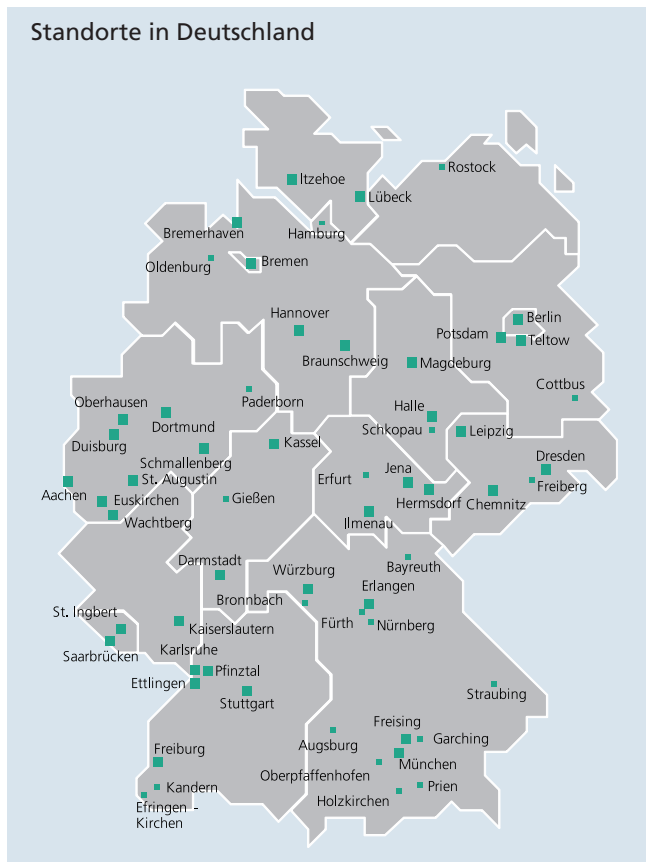 Standorte in Deutschland
Rostock
Itzehoe
Lübeck
Bremerhaven
Hamburg
Oldenburg
Bremen
Hannover
Berlin
Potsdam
Teltow
Braunschweig
Magdeburg
Cottbus
Paderborn
Oberhausen
Halle
Dortmund
Schkopau
Leipzig
Duisburg
Kassel
Schmallenberg
Dresden
Jena
Erfurt
St. Augustin
Freiberg
Aachen
Euskirchen
Gießen
Hermsdorf
Chemnitz
Wachtberg
Ilmenau
Darmstadt
Würzburg
Bayreuth
Erlangen
Bronnbach
St. Ingbert
Fürth
Nürnberg
Kaiserslautern
Saarbrücken
Karlsruhe
Pfinztal
Ettlingen
Stuttgart
Straubing
Freising
Augsburg
Garching
Freiburg
München
Oberpfaffenhofen
Kandern
Prien
Holzkirchen
Efringen -
Kirchen